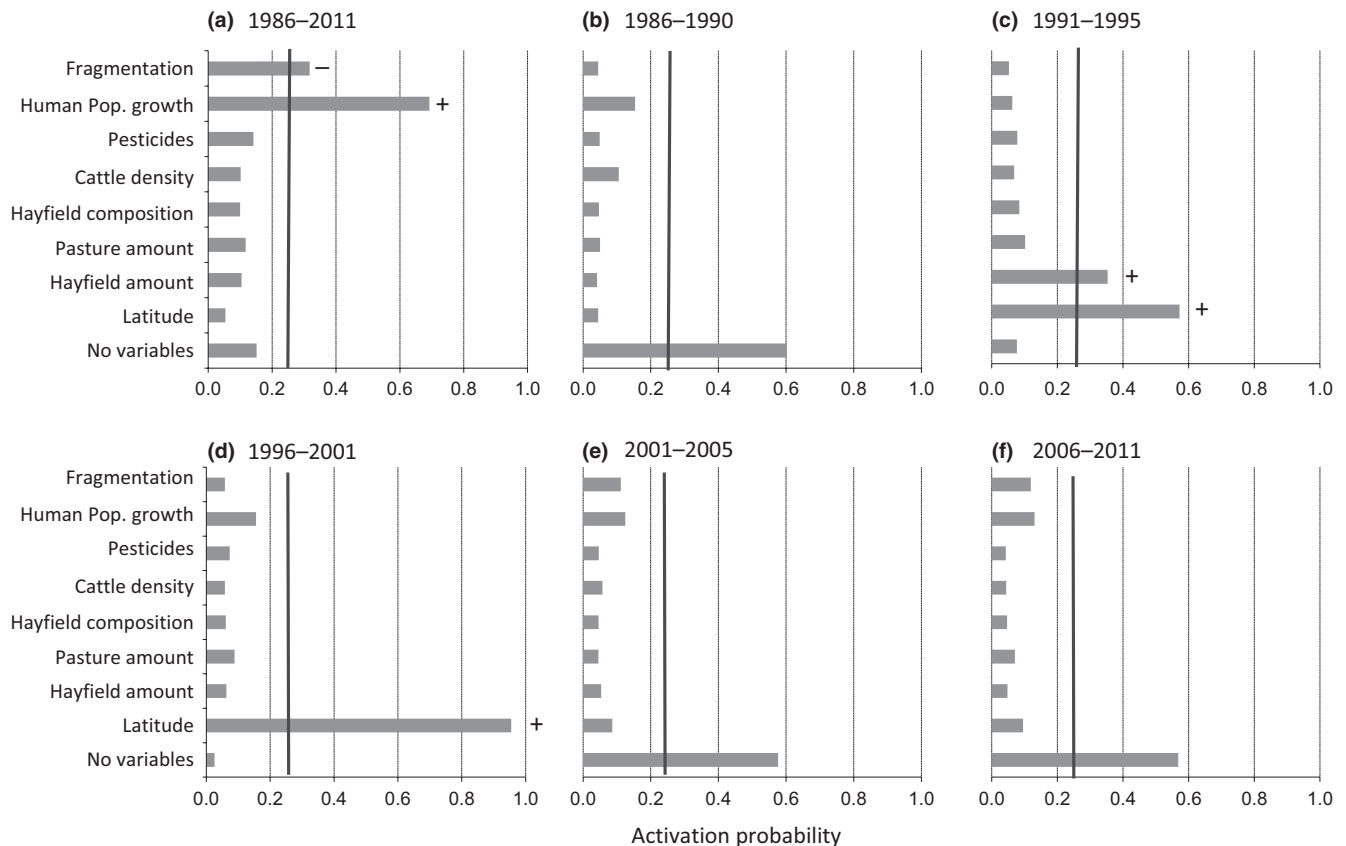 (a) 1986–2011
(b) 1986–1990
(c) 1991–1995
Fragmentation
Human Pop. growth
Pesticides
Cattle density
Hayfield composition
Pasture amount
Hayfield amount
Latitude
No variables
–
+
+
+
0.0 0.2 0.4 0.6 0.8 1.0
0.0 0.2 0.4 0.6 0.8 1.0
0.0 0.2 0.4 0.6 0.8 1.0
(d) 1996–2001
(e) 2001–2005
(f) 2006–2011
Fragmentation
Human Pop. growth
Pesticides
Cattle density
Hayfield composition
Pasture amount
Hayfield amount
Latitude
No variables
+
0.0 0.2 0.4 0.6 0.8 1.0
0.0 0.2 0.4 0.6 0.8 1.0
0.0 0.2 0.4 0.6 0.8 1.0
Activation probability